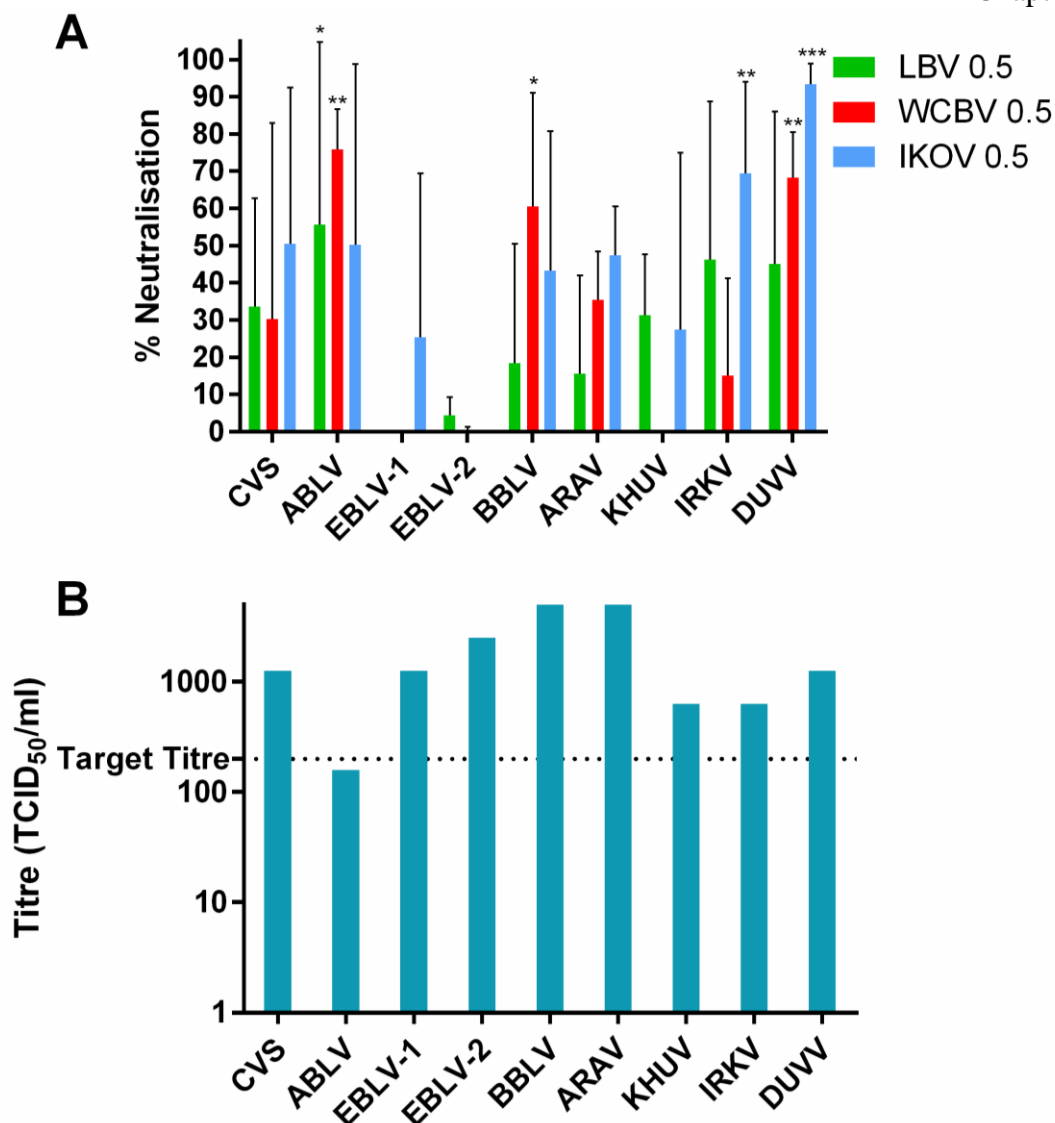 A
% Neutralisation
100
90
80
70
60
50
40
30
20
10
0
* ** * ** ** ***
CVS ABLV EBLV-1 EBLV-2 BBLV ARAV KHUV IRKV DUVV
LBV 0.5
WCBV 0.5
IKOV 0.5
B
Titre (TCID50/ml)
1000
Target Titre
100
10
1
CVS ABLV EBLV-1 EBLV-2 BBLV ARAV KHUV IRKV DUVV